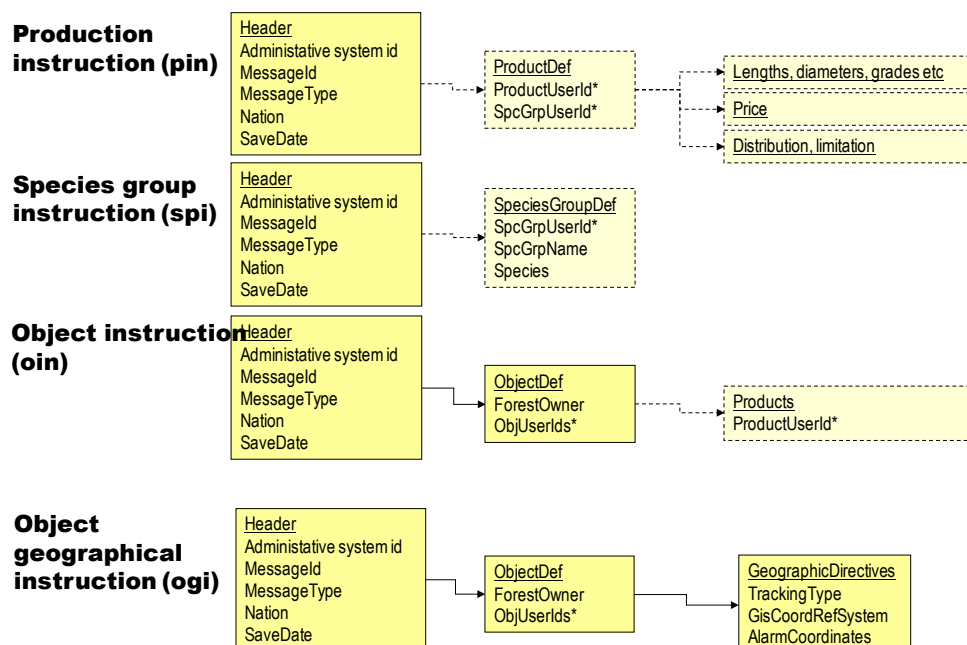 Production
instruction (pin)
Header
Administative system id
MessageId
MessageType
Nation
SaveDate
ProductDef
ProductUserId*
SpcGrpUserId*
Lengths, diameters, grades etc
Price
Distribution, limitation
Species group
instruction (spi)
Header
Administative system id
MessageId
MessageType
Nation
SaveDate
SpeciesGroupDef
SpcGrpUserId*
SpcGrpName
Species
Object instruction
(oin)
Header
Administative system id
MessageId
MessageType
Nation
SaveDate
ObjectDef
ForestOwner
ObjUserIds*
Products
ProductUserId*
Object
geographical
instruction (ogi)
Header
Administative system id
MessageId
MessageType
Nation
SaveDate
ObjectDef
ForestOwner
ObjUserIds*
GeographicDirectives
TrackingType
GisCoordRefSystem
AlarmCoordinates